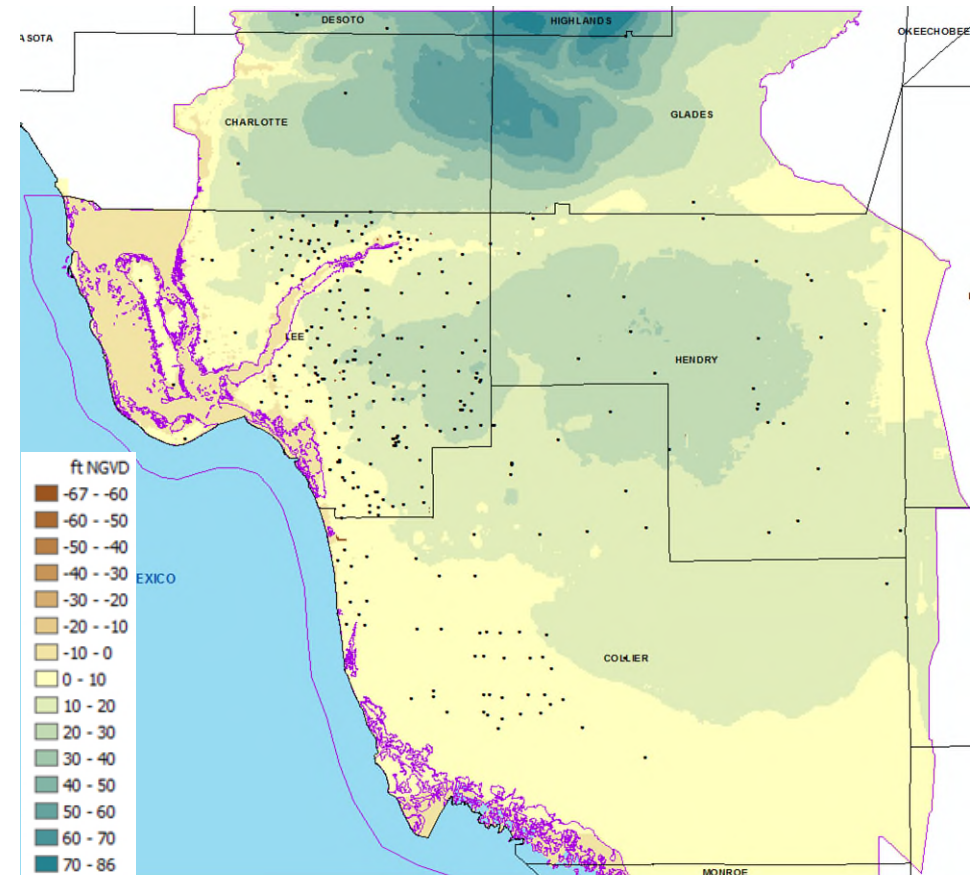 DESOTO
HIGHLANDS
ASOTA
OKEECHOBEE
CHARLOTTE
GLADES
LEE
HENDRY
ft NGVD
-67 - -60
-60 - -50
-50 - -40
-40 - -30
EXICO
-30 - -20
-20 - -10
-10 - 0
0 - 10
COLLIER
10 - 20
20 - 30
30 - 40
40 - 50
50 - 60
60 - 70
70 - 86
MONROE